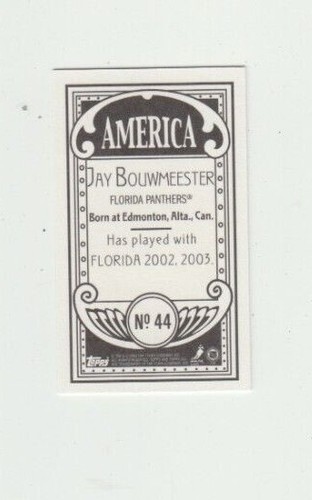 AMERICA
JAY BOUWMEESTER
FLORIDA PANTHERS®
Born at Edmonton, Alta., Can.
Has played with
FLORIDA 2002, 2003.
Nº 44
TOPPS